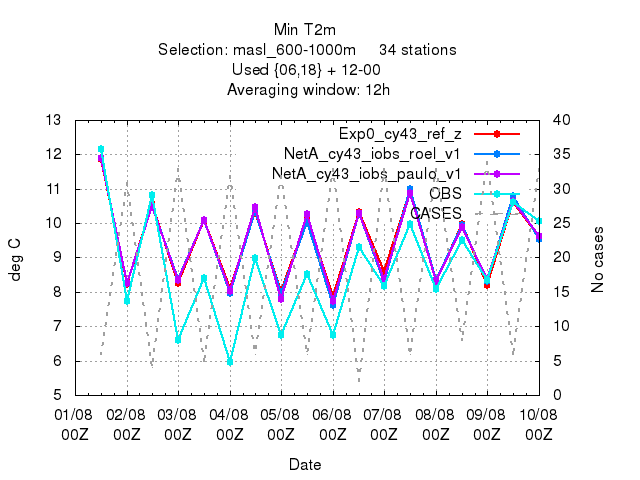 Min T2m
Selection: masl_600-1000m 34 stations
Used {06,18} + 12-00
Averaging window: 12h
Exp0_cy43_ref_z
NetA_cy43_iobs_roel_v1
NetA_cy43_iobs_paulo_v1
OBS
CASES
deg C
13
12
11
10
9
8
7
6
5
No cases
40
35
30
25
20
15
10
5
0
01/08 02/08 03/08 04/08 05/08 06/08 07/08 08/08 09/08 10/08
00Z 00Z 00Z 00Z 00Z 00Z 00Z 00Z 00Z 00Z
Date